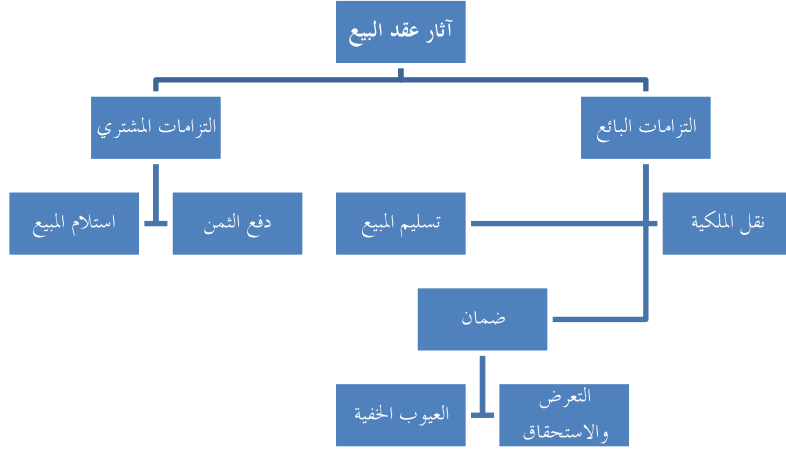 آثار عقد البيع
التزامات البائع
التزامات المشتري
نقل الملكية
تسليم المبيع
دفع الثمن
استلام المبيع
ضمان
التعرض
والاستحقاق
العيوب الخفية